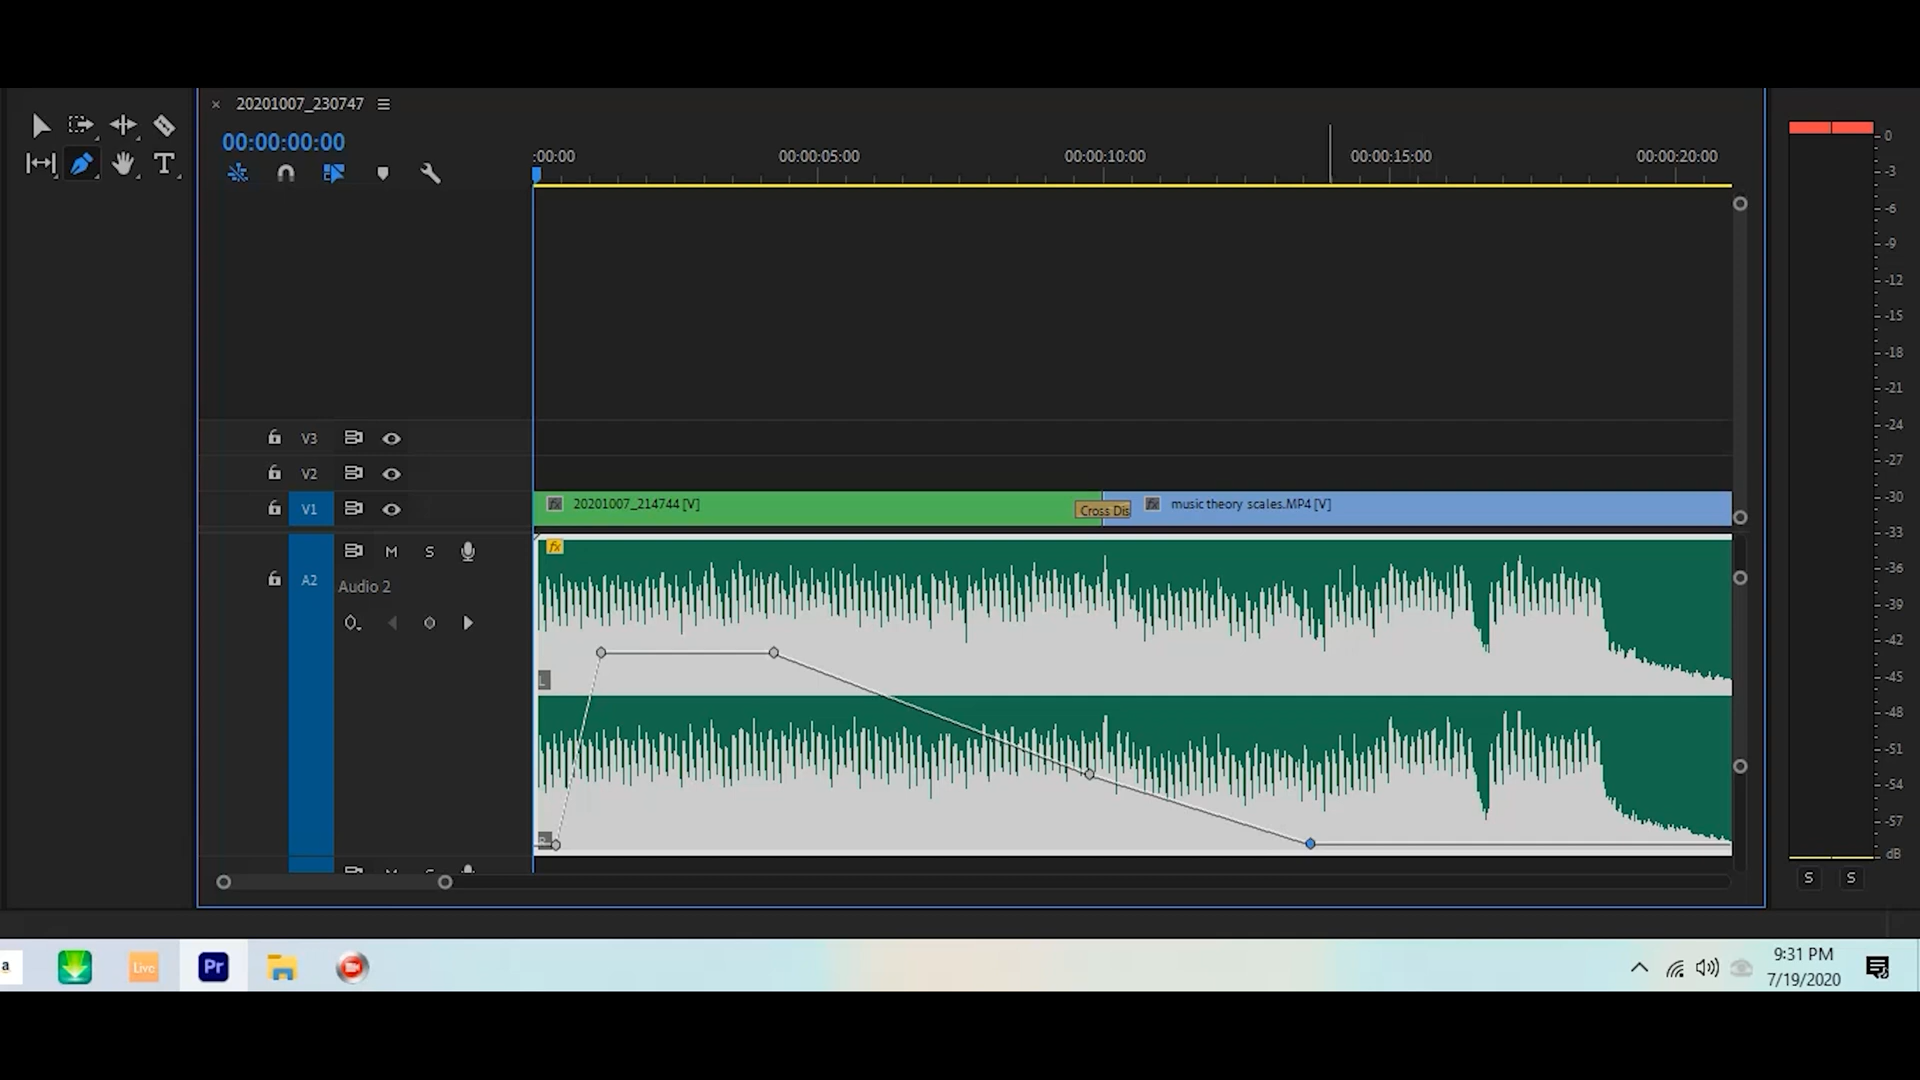 × 20201007_230747
00:00:00:00
:00:00 00:00:05:00 00:00:10:00 00:00:15:00 00:00:20:00
V3
V2
V1
fx 20201007_214744 [V]
Cross Dis
fx music theory scales.MP4 [V]
fx
M S
A2
Audio 2
L
T
0
-3
-6
-9
-12
-15
-18
-21
-24
-27
-30
-33
-36
-39
-42
-45
-48
-51
-54
-57
dB
S S
a
Live
Pr
9:31 PM
7/19/2020